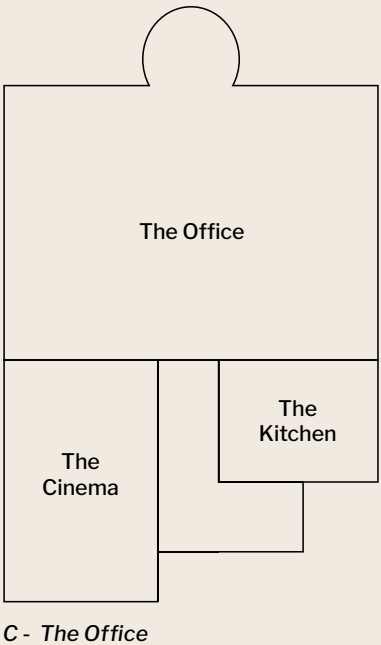 The Office
The
Kitchen
The
Cinema
C - The Office